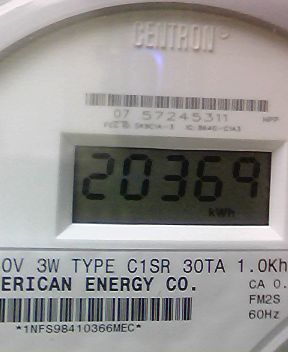 CENTRON
07 57245311
20369
kWh
0V 3W TYPE C1SR 30TA 1.0Kh
ERICAN ENERGY CO. CA 0.
FM2S
60Hz
*1NFS98410366MEC*